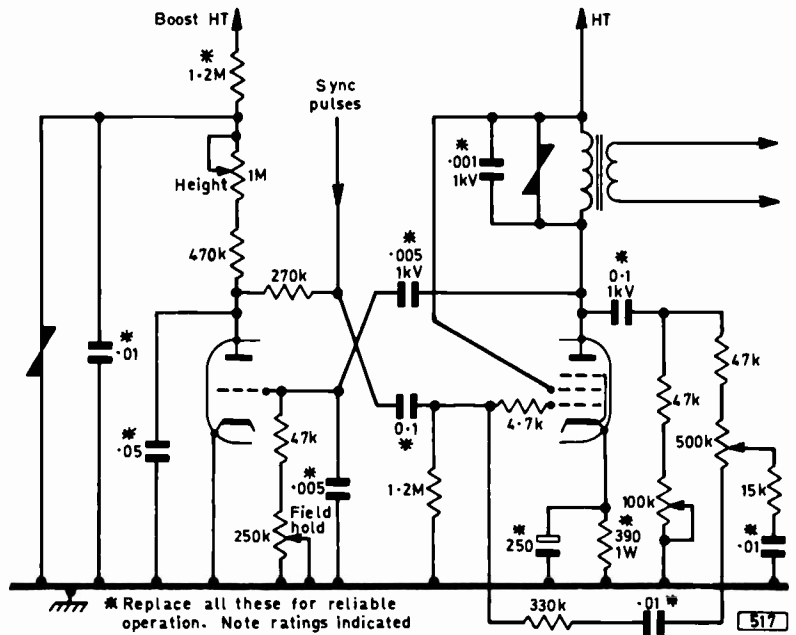 Boost HT
HT
✱
1·2M
Sync
pulses
✱
·001
1kV
Height
1M
470k
270k
✱
·005
1kV
✱
0·1
1kV
✱
·01
✱
·05
47k
250k
Field
hold
✱
·005
0·1
✱
1·2M
4·7k
✱
250
✱
390
1W
47k
100k
47k
500k
15k
✱
·01
330k
·01 ✱
✱ Replace all these for reliable
operation. Note ratings indicated
517